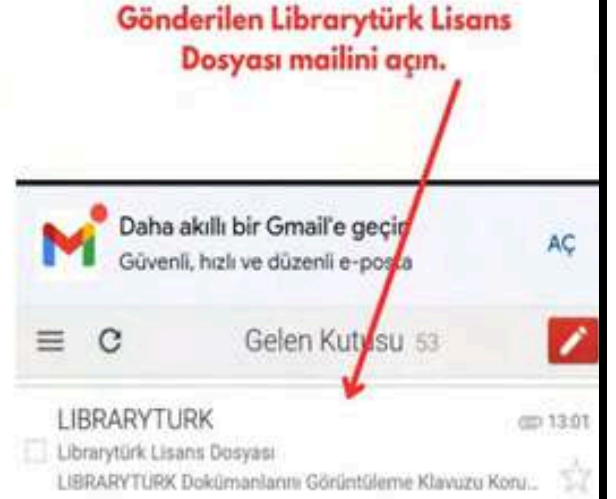 Gönderilen Librarytürk Lisans
Dosyası mailini açın.
Daha akıllı bir Gmail'e geçin
Güvenli, hızlı ve düzenli e-posta
AÇ
Gelen Kutusu 53
LIBRARYTURK
13:01
Librarytürk Lisans Dosyası
LIBRARYTURK Dokümanlarını Görüntüleme Klavuzu Koru...